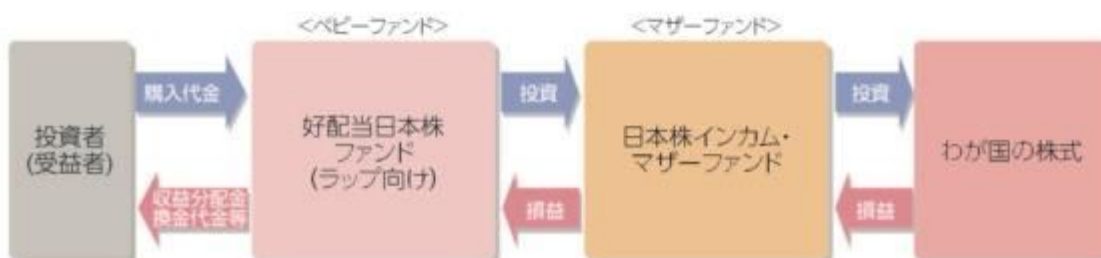 <ベビーファンド>
<マザーファンド>
投資者
(受益者)
購入代金
収益分配金
換金代金等
好配当日本株
ファンド
(ラップ向け)
投資
損益
日本株インカム・
マザーファンド
投資
損益
わが国の株式